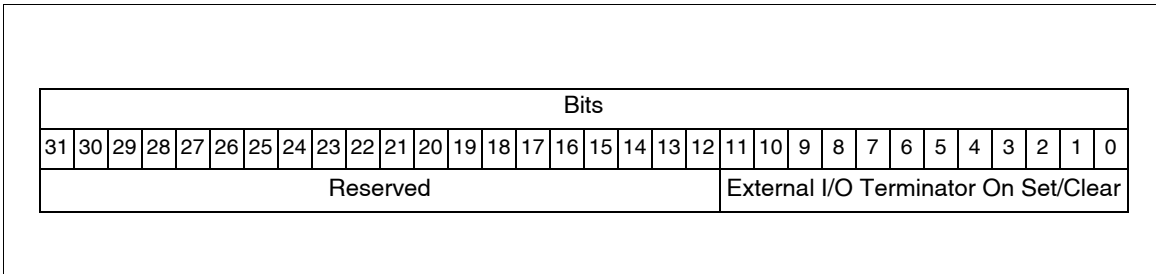 Bits
31 30 29 28 27 26 25 24 23 22 21 20 19 18 17 16 15 14 13 12 11 10 9 8 7 6 5 4 3 2 1 0
Reserved External I/O Terminator On Set/Clear